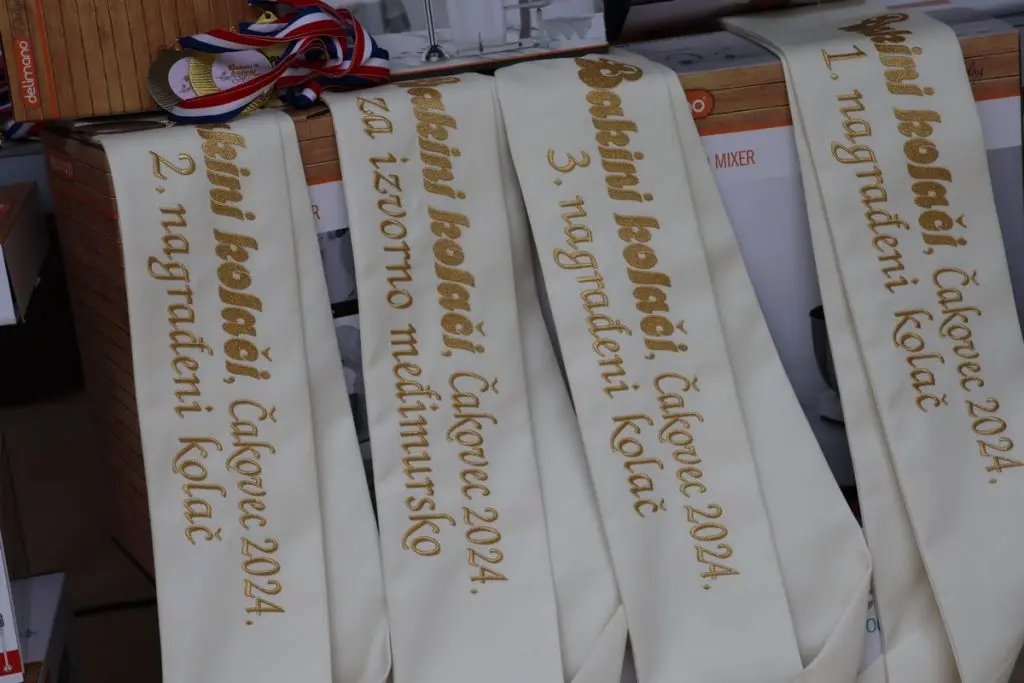 delimano
MIXER
Bakini kolači, Čakovec 2024.
2. nagrađeni kolač
Bakini kolači, Čakovec 2024.
za izvorno međimursko
Bakini kolači, Čakovec 2024.
3. nagrađeni kolač
Bakini kolači, Čakovec 2024.
1. nagrađeni kolač